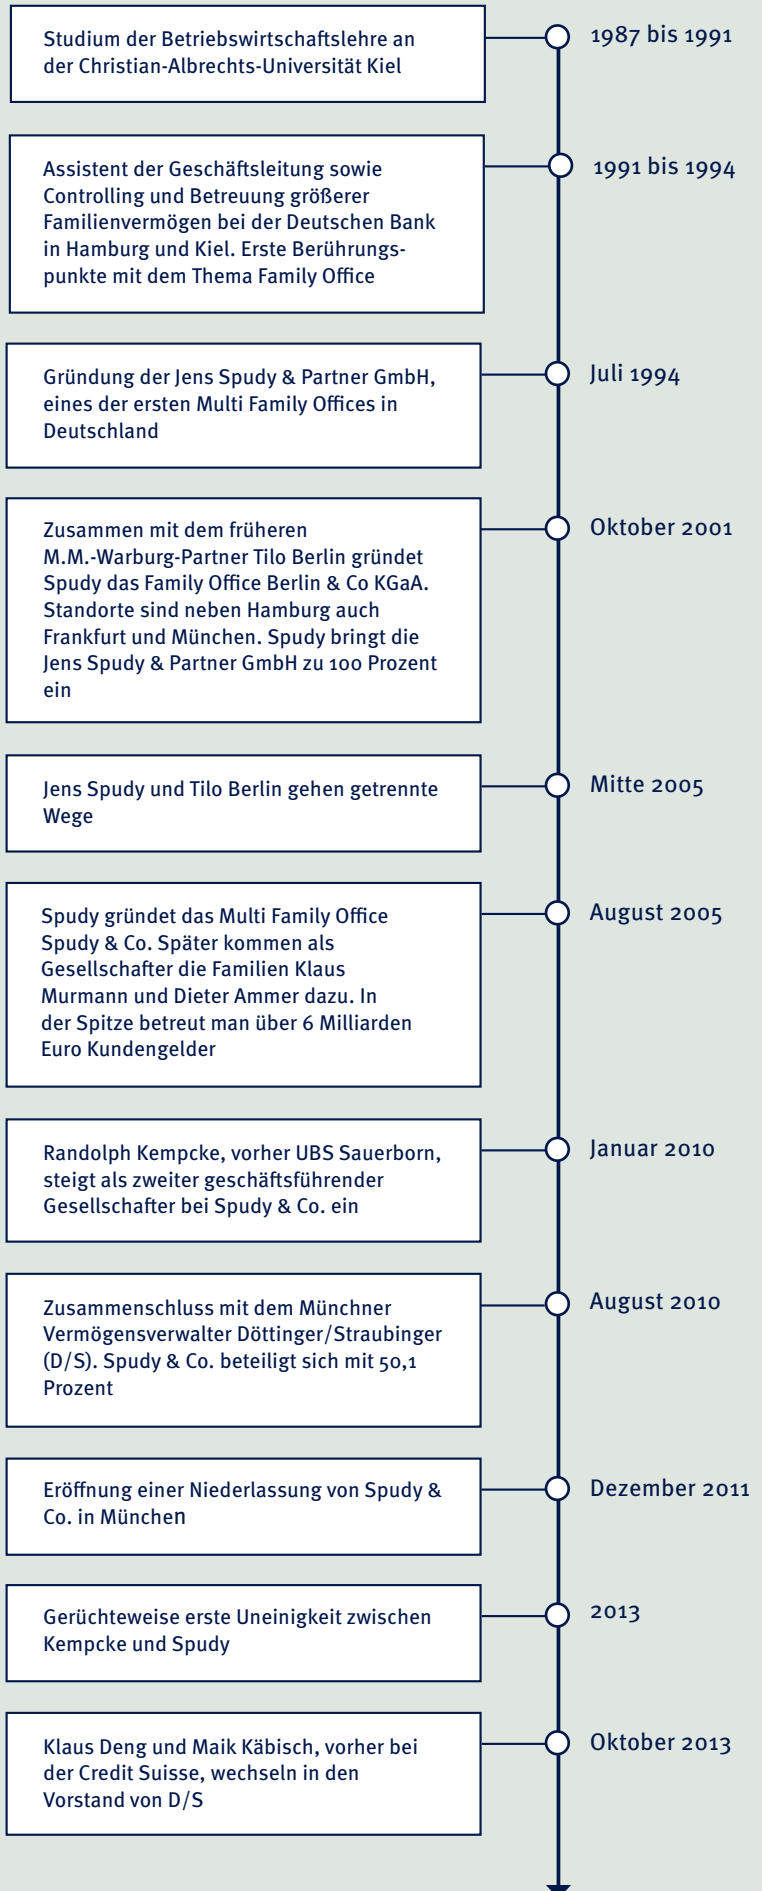 Studium der Betriebswirtschaftslehre an
der Christian-Albrechts-Universität Kiel
1987 bis 1991
Assistent der Geschäftsleitung sowie
Controlling und Betreuung größerer
Familienvermögen bei der Deutschen Bank
in Hamburg und Kiel. Erste Berührungs-
punkte mit dem Thema Family Office
1991 bis 1994
Gründung der Jens Spudy & Partner GmbH,
eines der ersten Multi Family Offices in
Deutschland
Juli 1994
Zusammen mit dem früheren
M.M.-Warburg-Partner Tilo Berlin gründet
Spudy das Family Office Berlin & Co KGaA.
Standorte sind neben Hamburg auch
Frankfurt und München. Spudy bringt die
Jens Spudy & Partner GmbH zu 100 Prozent
ein
Oktober 2001
Jens Spudy und Tilo Berlin gehen getrennte
Wege
Mitte 2005
Spudy gründet das Multi Family Office
Spudy & Co. Später kommen als
Gesellschafter die Familien Klaus
Murmann und Dieter Ammer dazu. In
der Spitze betreut man über 6 Milliarden
Euro Kundengelder
August 2005
Randolph Kempcke, vorher UBS Sauerborn,
steigt als zweiter geschäftsführender
Gesellschafter bei Spudy & Co. ein
Januar 2010
Zusammenschluss mit dem Münchner
Vermögensverwalter Döttinger/Straubinger
(D/S). Spudy & Co. beteiligt sich mit 50,1
Prozent
August 2010
Eröffnung einer Niederlassung von Spudy &
Co. in München
Dezember 2011
Gerüchteweise erste Uneinigkeit zwischen
Kempcke und Spudy
2013
Klaus Deng und Maik Käbisch, vorher bei
der Credit Suisse, wechseln in den
Vorstand von D/S
Oktober 2013